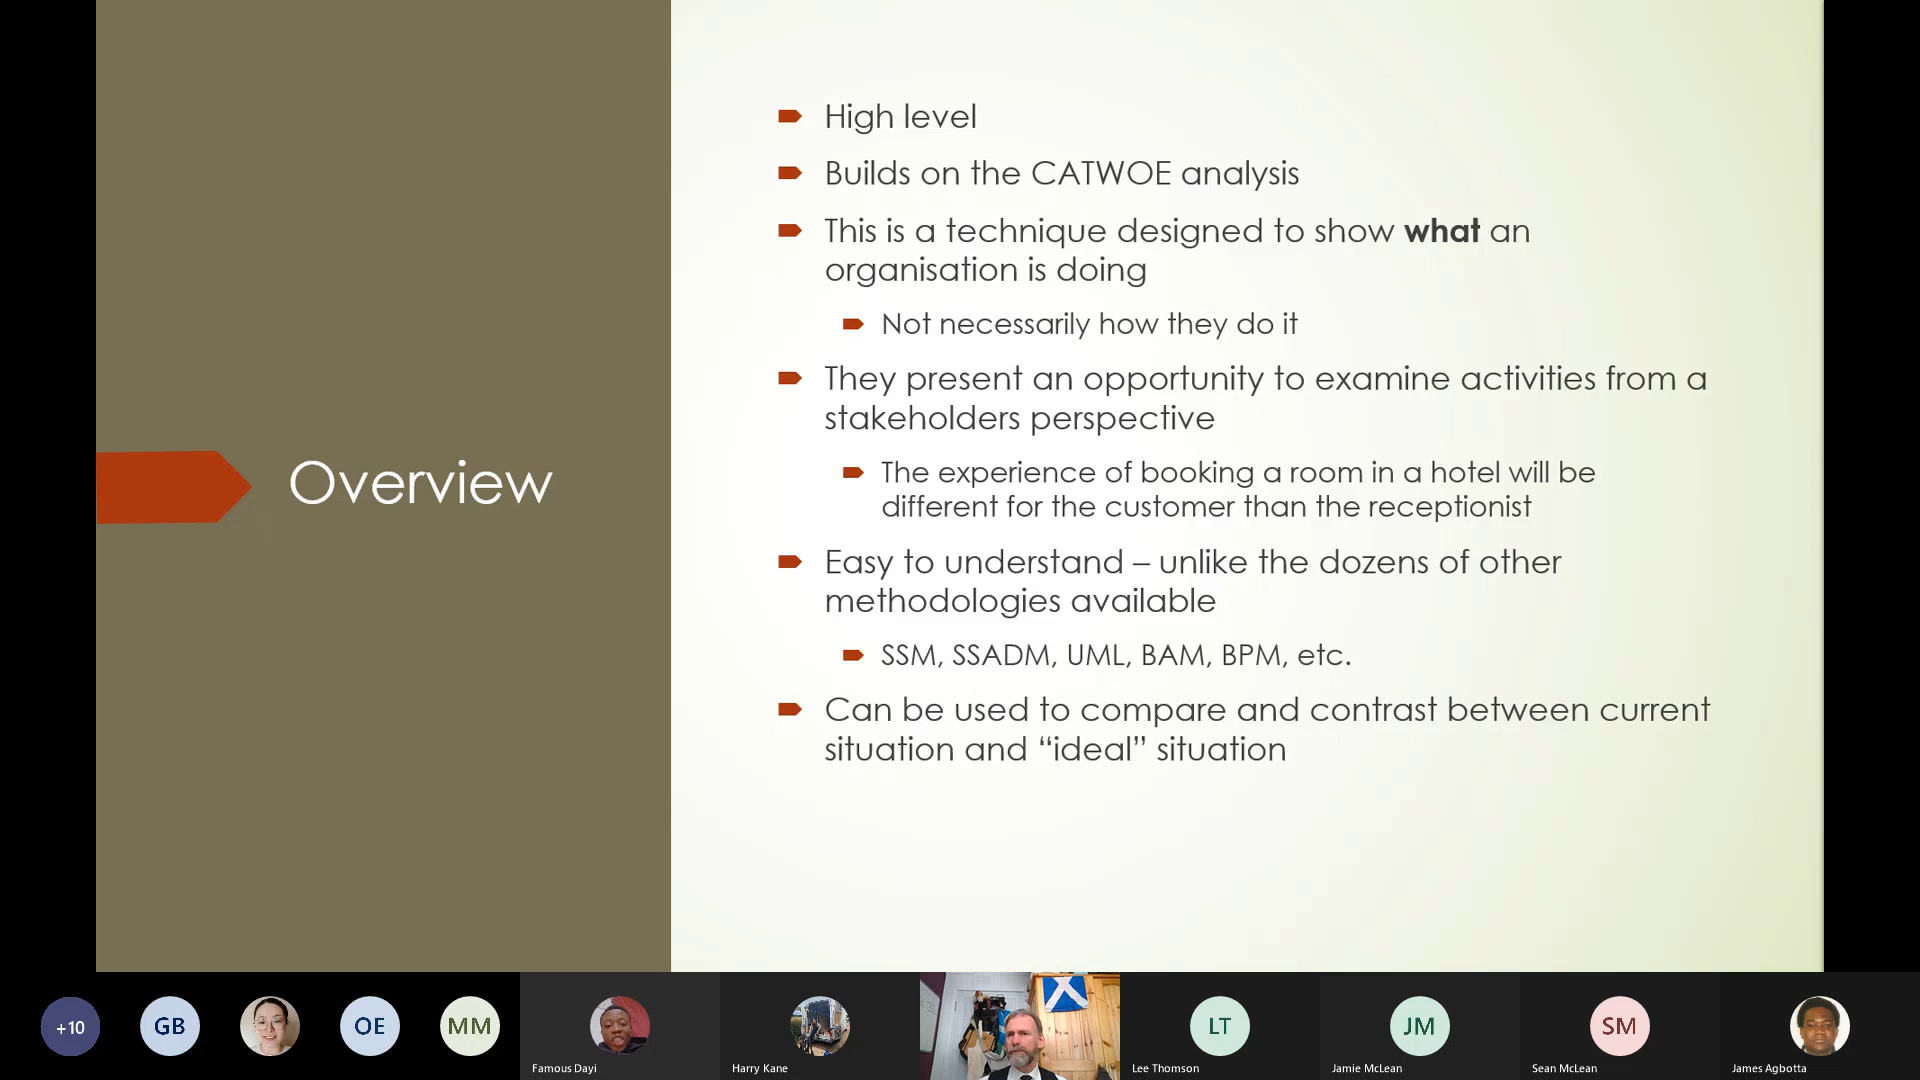 Overview
High level
Builds on the CATWOE analysis
This is a technique designed to show what an
organisation is doing
Not necessarily how they do it
They present an opportunity to examine activities from a
stakeholders perspective
The experience of booking a room in a hotel will be
different for the customer than the receptionist
Easy to understand – unlike the dozens of other
methodologies available
SSM, SSADM, UML, BAM, BPM, etc.
Can be used to compare and contrast between current
situation and “ideal” situation
+10
GB
OE
MM
Famous Dayi
Harry Kane
LT
Lee Thomson
JM
Jamie McLean
SM
Sean McLean
James Agbotta